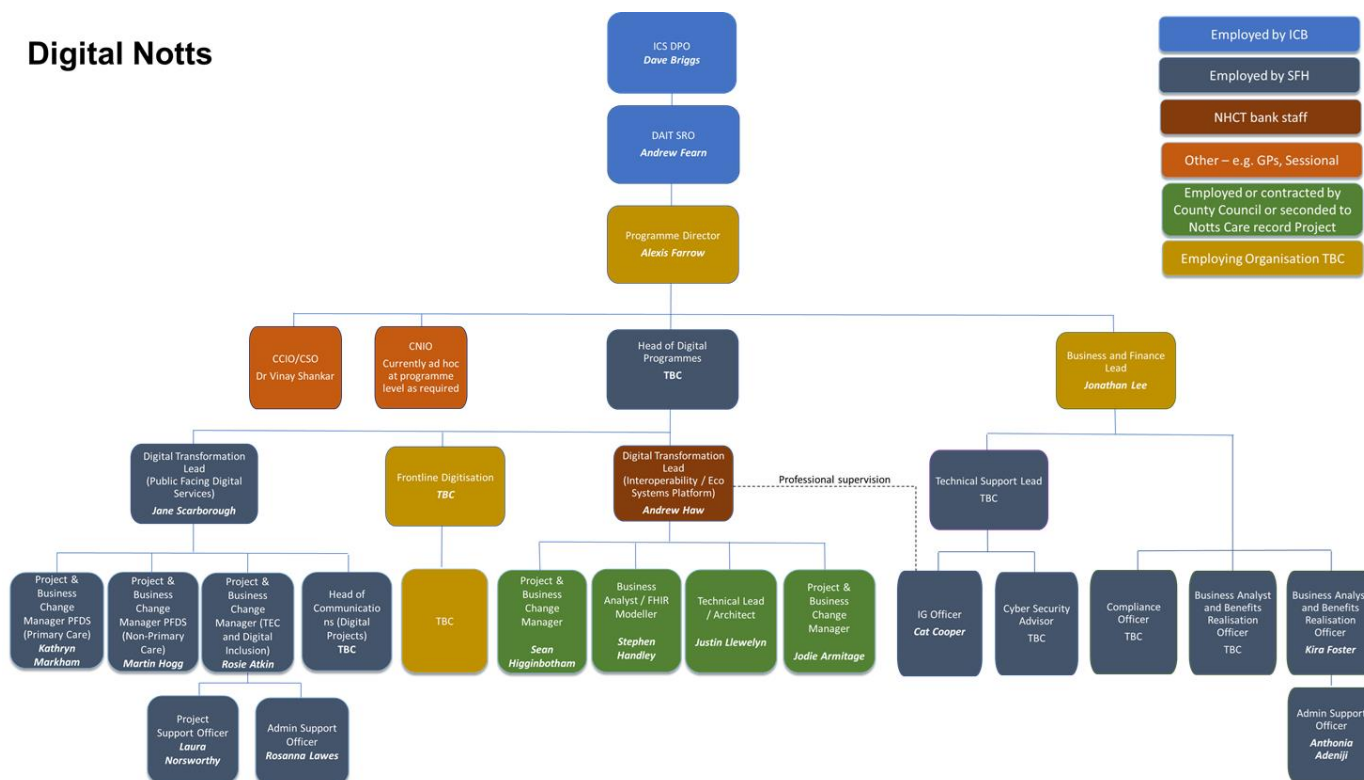 Digital Notts
ICS DPO
Dave Briggs
Employed by ICB
Employed by SFH
NHCT bank staff
Other – e.g. GPs, Sessional
Employed or contracted by
County Council or seconded to
Notts Care record Project
Employing Organisation TBC
DAIT SRO
Andrew Fearn
Programme Director
Alexis Farrow
CCIO/CSO
Dr Vinay Shankar
CNIO
Currently ad hoc
at programme
level as required
Head of Digital
Programmes
TBC
Business and Finance
Lead
Jonathan Lee
Digital Transformation
Lead
(Public Facing Digital
Services)
Jane Scarborough
Frontline Digitisation
TBC
Digital Transformation
Lead
(Interoperability / Eco
Systems Platform)
Andrew Haw
Professional supervision
Technical Support Lead
TBC
Project &
Business
Change
Manager PFDS
(Primary Care)
Kathryn
Markham
Project &
Business
Change
Manager PFDS
(Non-Primary
Care)
Martin Hogg
Project &
Business
Change
Manager (TEC
and Digital
Inclusion)
Rosie Atkin
Head of
Communicatio
ns (Digital
Projects)
TBC
TBC
Project &
Business
Change
Manager
Sean
Higginbotham
Business
Analyst / FHIR
Modeller
Stephen
Handley
Technical Lead
/ Architect
Justin Llewelyn
Project &
Business
Change
Manager
Jodie Armitage
IG Officer
Cat Cooper
Cyber Security
Advisor
TBC
Compliance
Officer
TBC
Business Analyst
and Benefits
Realisation
Officer
TBC
Business Analyst
and Benefits
Realisation
Officer
Kira Foster
Project
Support Officer
Laura
Norsworthy
Admin Support
Officer
Rosanna Lawes
Admin Support
Officer
Anthonia
Adeniji